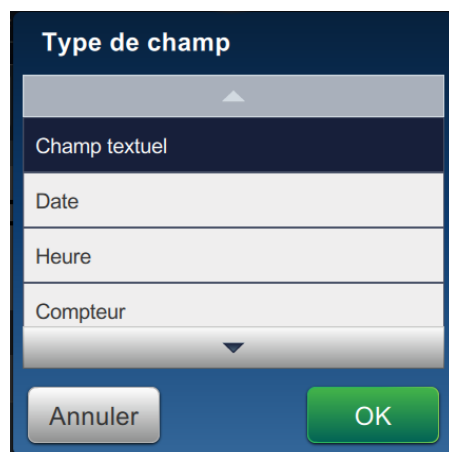 Type de champ
Champ textuel
Date
Heure
Compteur
Annuler OK